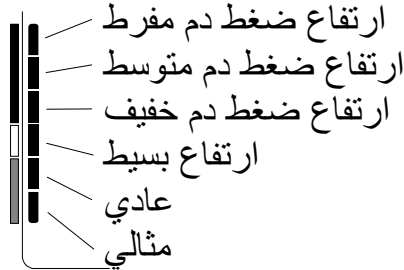 ارتفاع ضغط دم مفرط
ارتفاع ضغط دم متوسط
ارتفاع ضغط دم خفيف
ارتفاع بسيط
عادي
مثالي